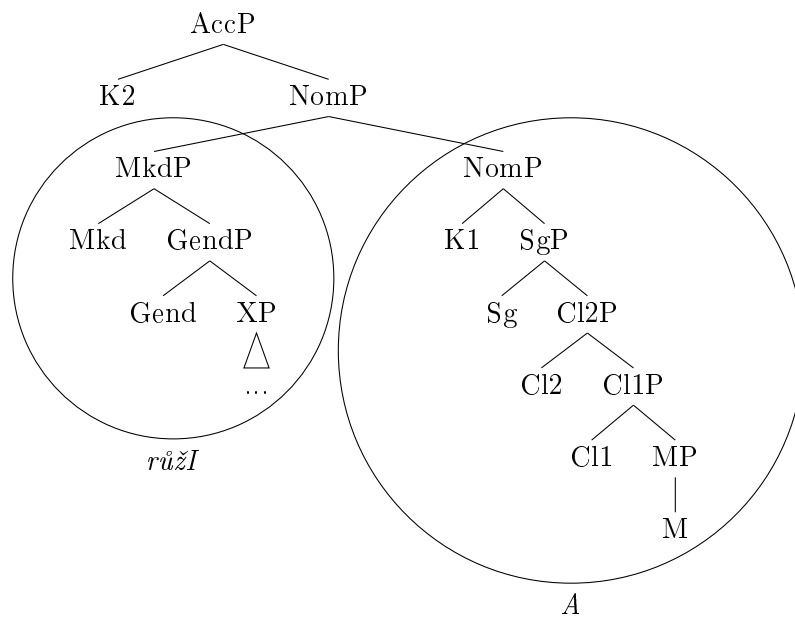 AccP
K2 NomP
MkdP NomP
Mkd GendP K1 SgP
Gend XP Sg Cl2P
... Cl2 Cl1P
růžI Cl1 MP
M
A